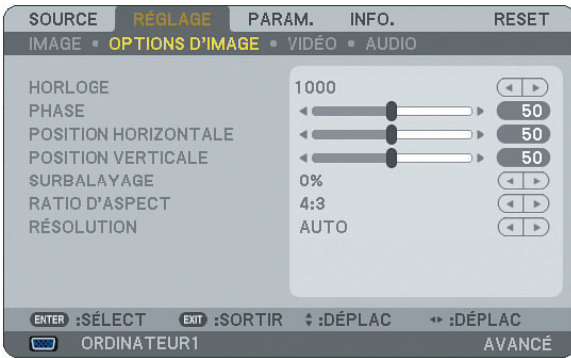 SOURCE RÉGLAGE PARAM. INFO. RESET
IMAGE • OPTIONS D'IMAGE • VIDÉO • AUDIO
HORLOGE 1000
PHASE 50
POSITION HORIZONTALE 50
POSITION VERTICALE 50
SURBALAYAGE 0%
RATIO D'ASPECT 4:3
RÉSOLUTION AUTO
ENTER :SÉLECT EXIT :SORTIR :DÉPLAC :DÉPLAC
ORDINATEUR1 AVANCÉ